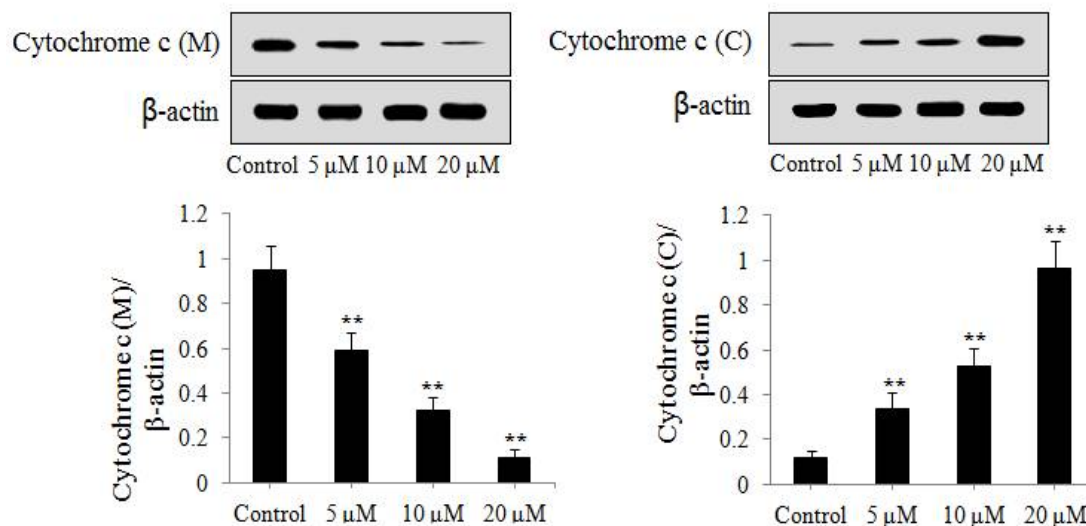 Cytochrome c (M)
β-actin
Control 5 µM 10 µM 20 µM
Cytochrome c (M)/
β-actin
1.2
1
0.8
0.6
0.4
0.2
0
**
**
**
Control 5 µM 10 µM 20 µM
Cytochrome c (C)
β-actin
Control 5 µM 10 µM 20 µM
Cytochrome c (C)/
β-actin
1.2
1
0.8
0.6
0.4
0.2
0
**
**
**
Control 5 µM 10 µM 20 µM